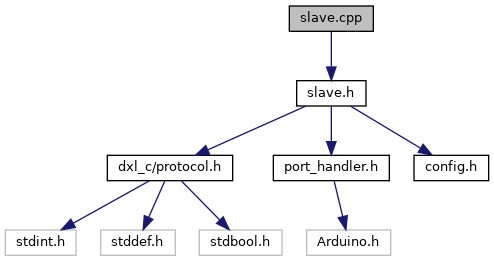 slave.cpp
slave.h
dxl_c/protocol.h
port_handler.h
config.h
stdint.h
stddef.h
stdbool.h
Arduino.h